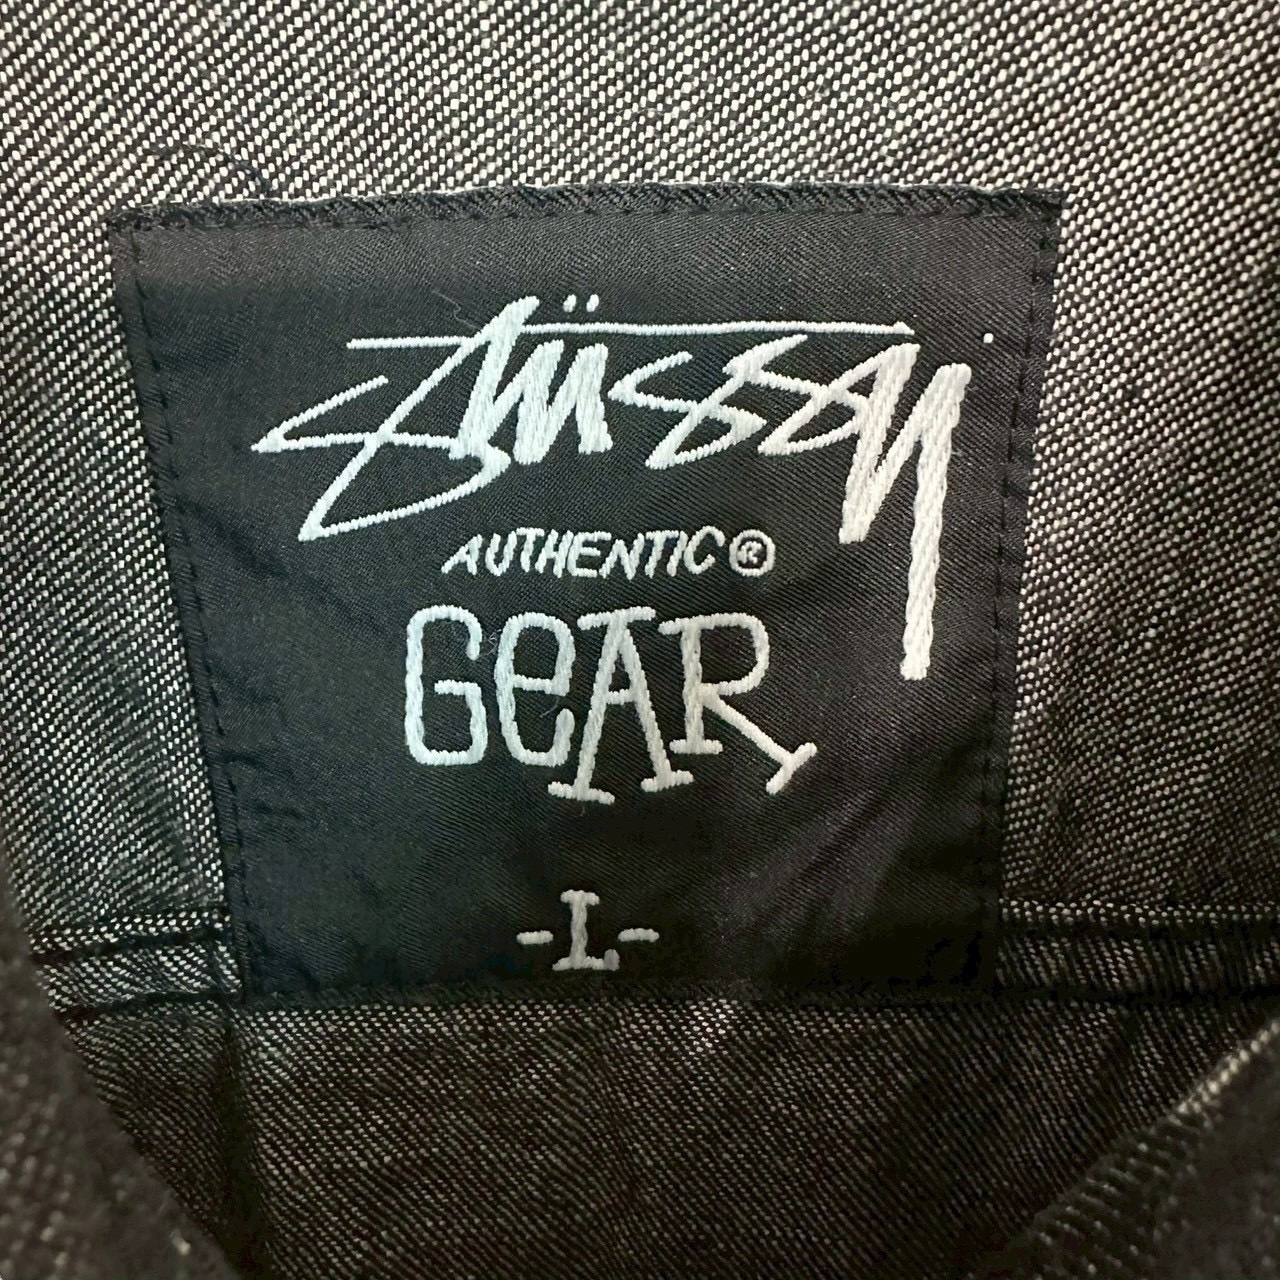 Stüssy
AUTHENTIC®
GeAR
-L-